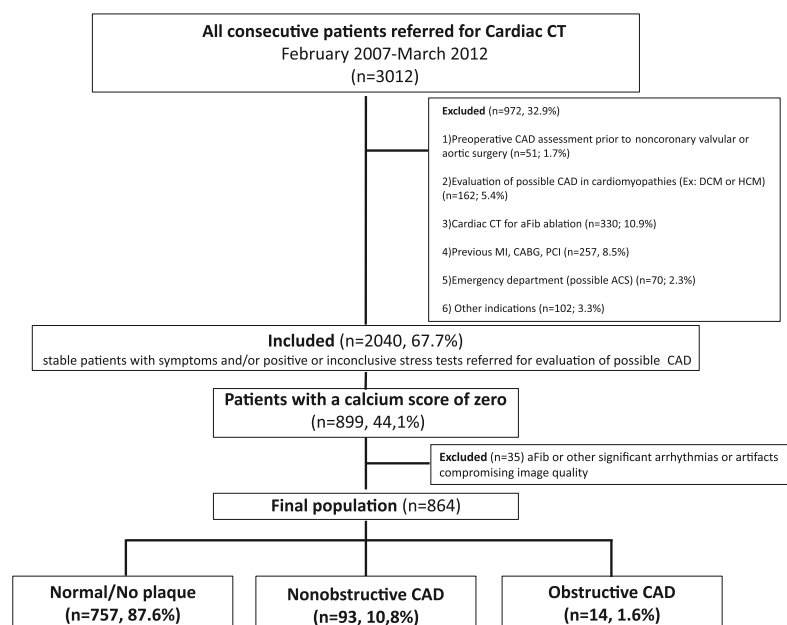 All consecutive patients referred for Cardiac CT
February 2007-March 2012
(n=3012)
Excluded (n=972, 32.9%)
1)Preoperative CAD assessment prior to noncoronary valvular or
aortic surgery (n=51; 1.7%)
2)Evaluation of possible CAD in cardiomyopathies (Ex: DCM or HCM)
(n=162; 5.4%)
3)Cardiac CT for aFib ablation (n=330; 10.9%)
4)Previous MI, CABG, PCI (n=257, 8.5%)
5)Emergency department (possible ACS) (n=70; 2.3%)
6) Other indications (n=102; 3.3%)
Included (n=2040, 67.7%)
stable patients with symptoms and/or positive or inconclusive stress tests referred for evaluation of possible CAD
Patients with a calcium score of zero
(n=899, 44,1%)
Excluded (n=35) aFib or other significant arrhythmias or artifacts
compromising image quality
Final population (n=864)
Normal/No plaque
(n=757, 87.6%)
Nonobstructive CAD
(n=93, 10,8%)
Obstructive CAD
(n=14, 1.6%)